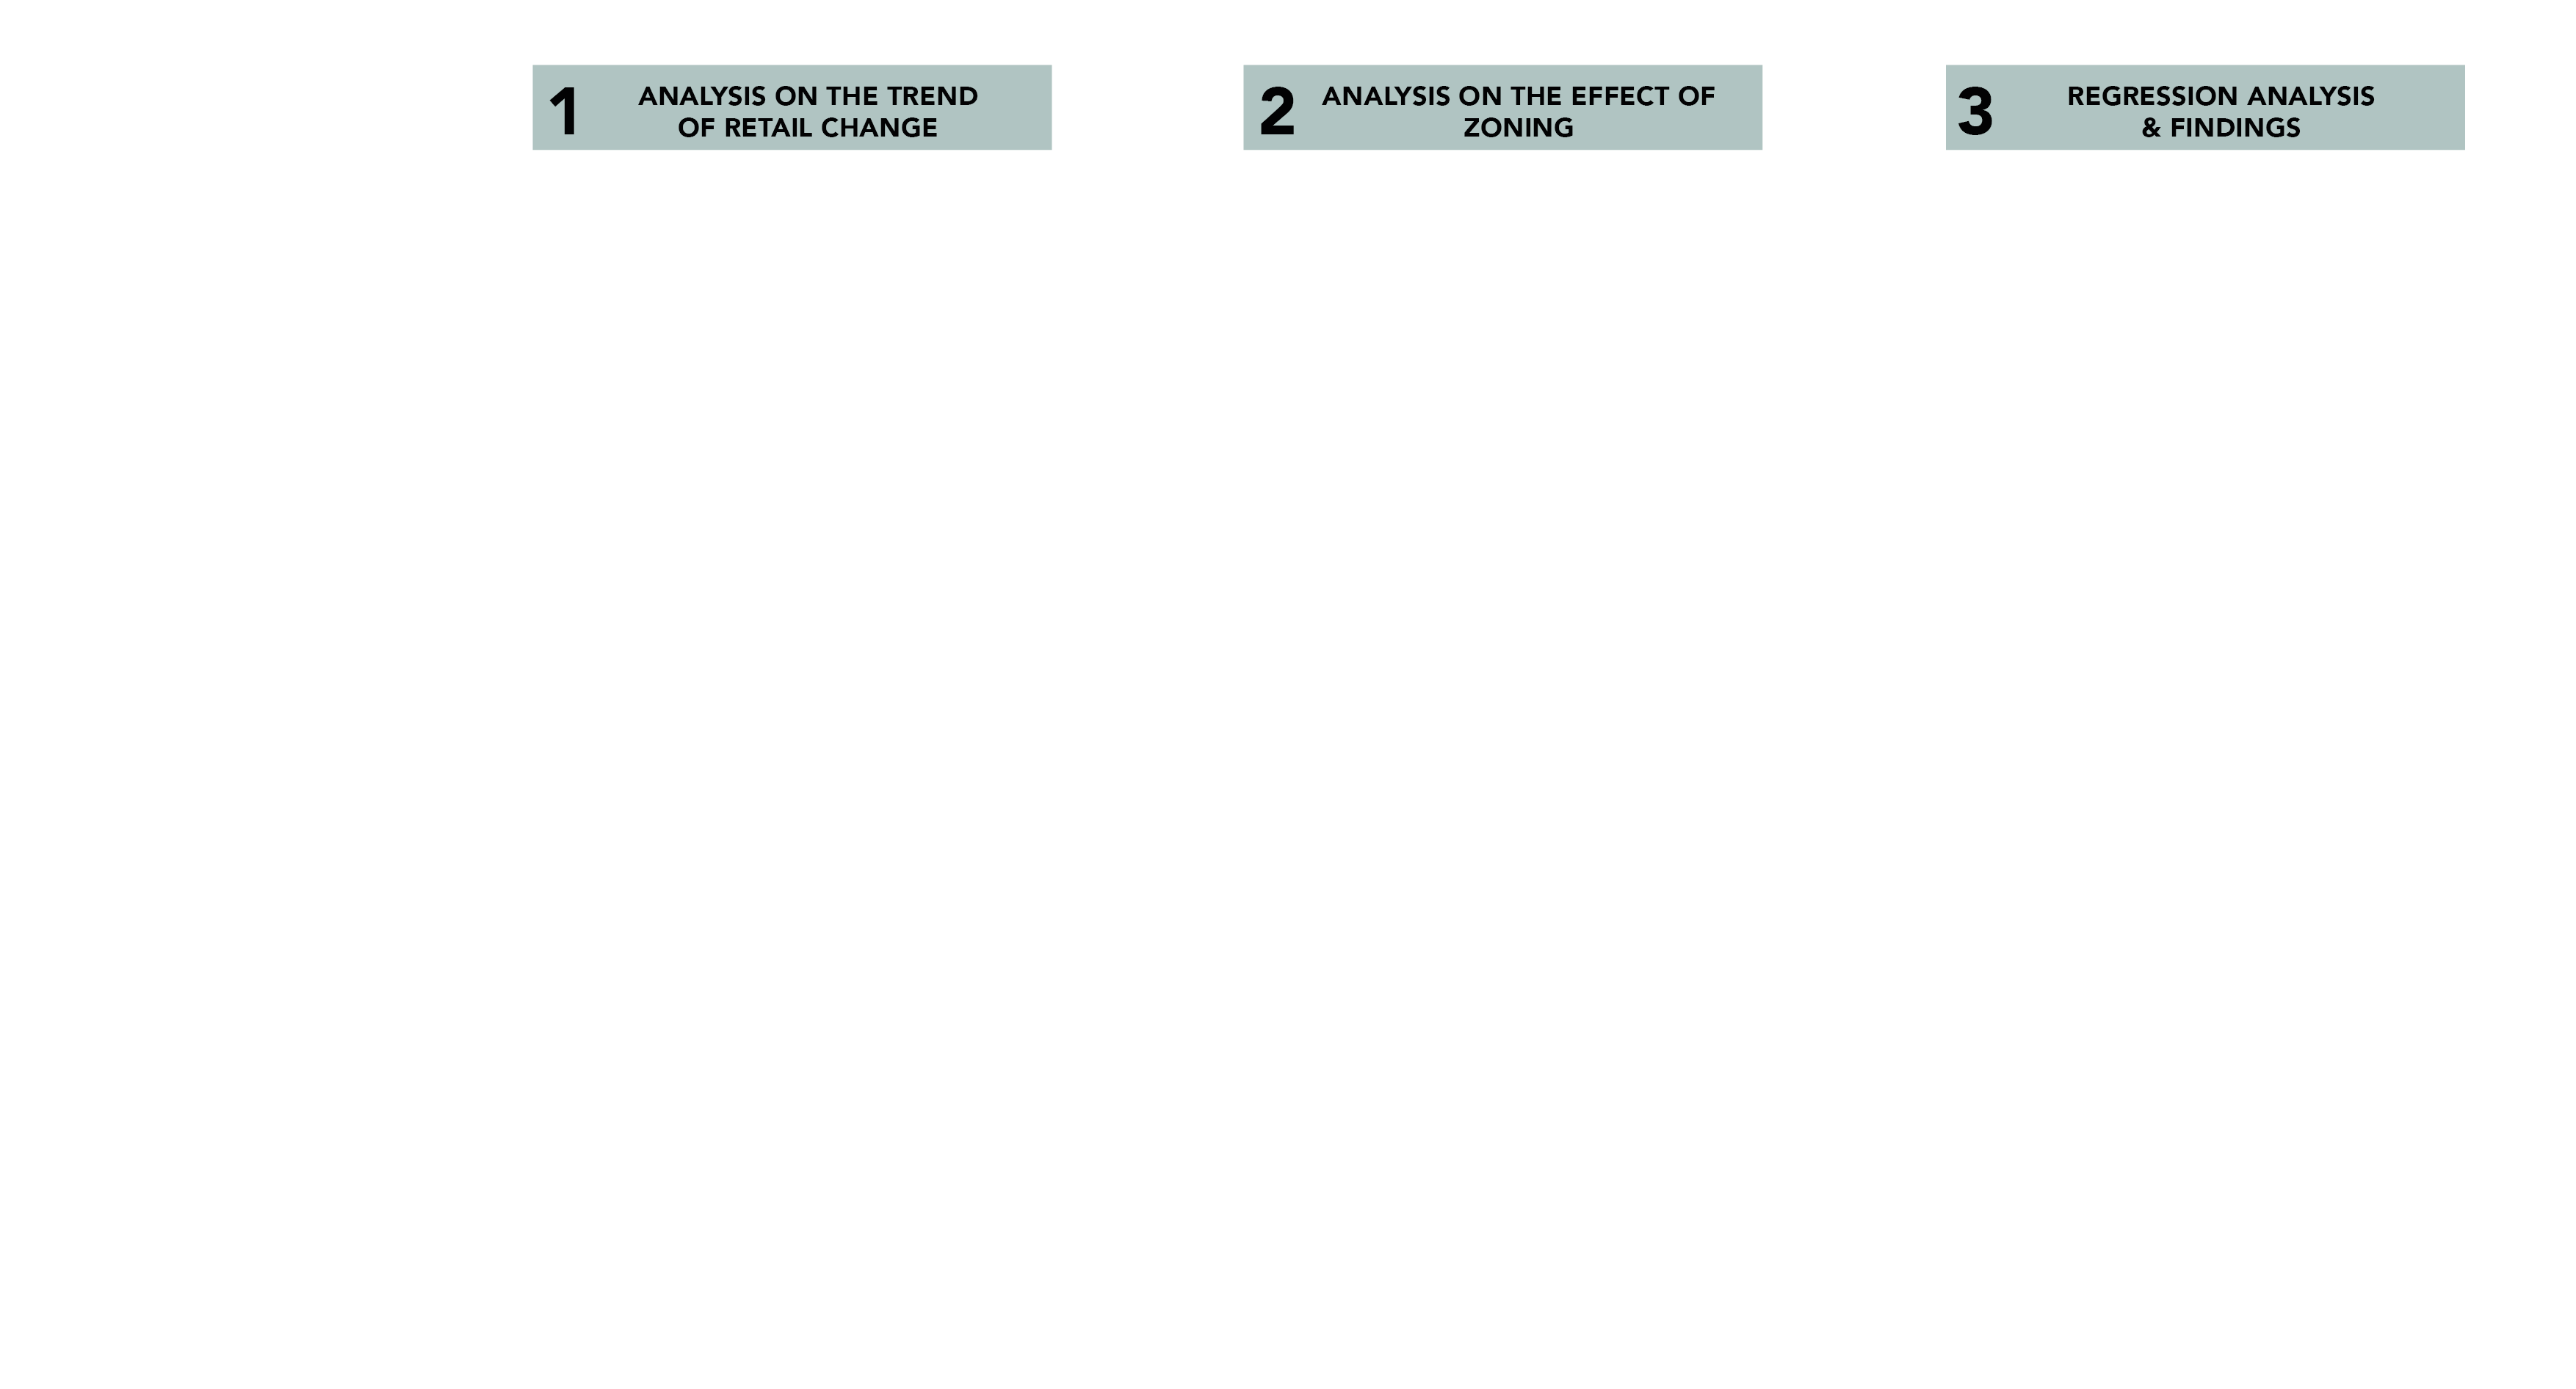 1
ANALYSIS ON THE TREND
OF RETAIL CHANGE
2
ANALYSIS ON THE EFFECT OF
ZONING
3
REGRESSION ANALYSIS
& FINDINGS